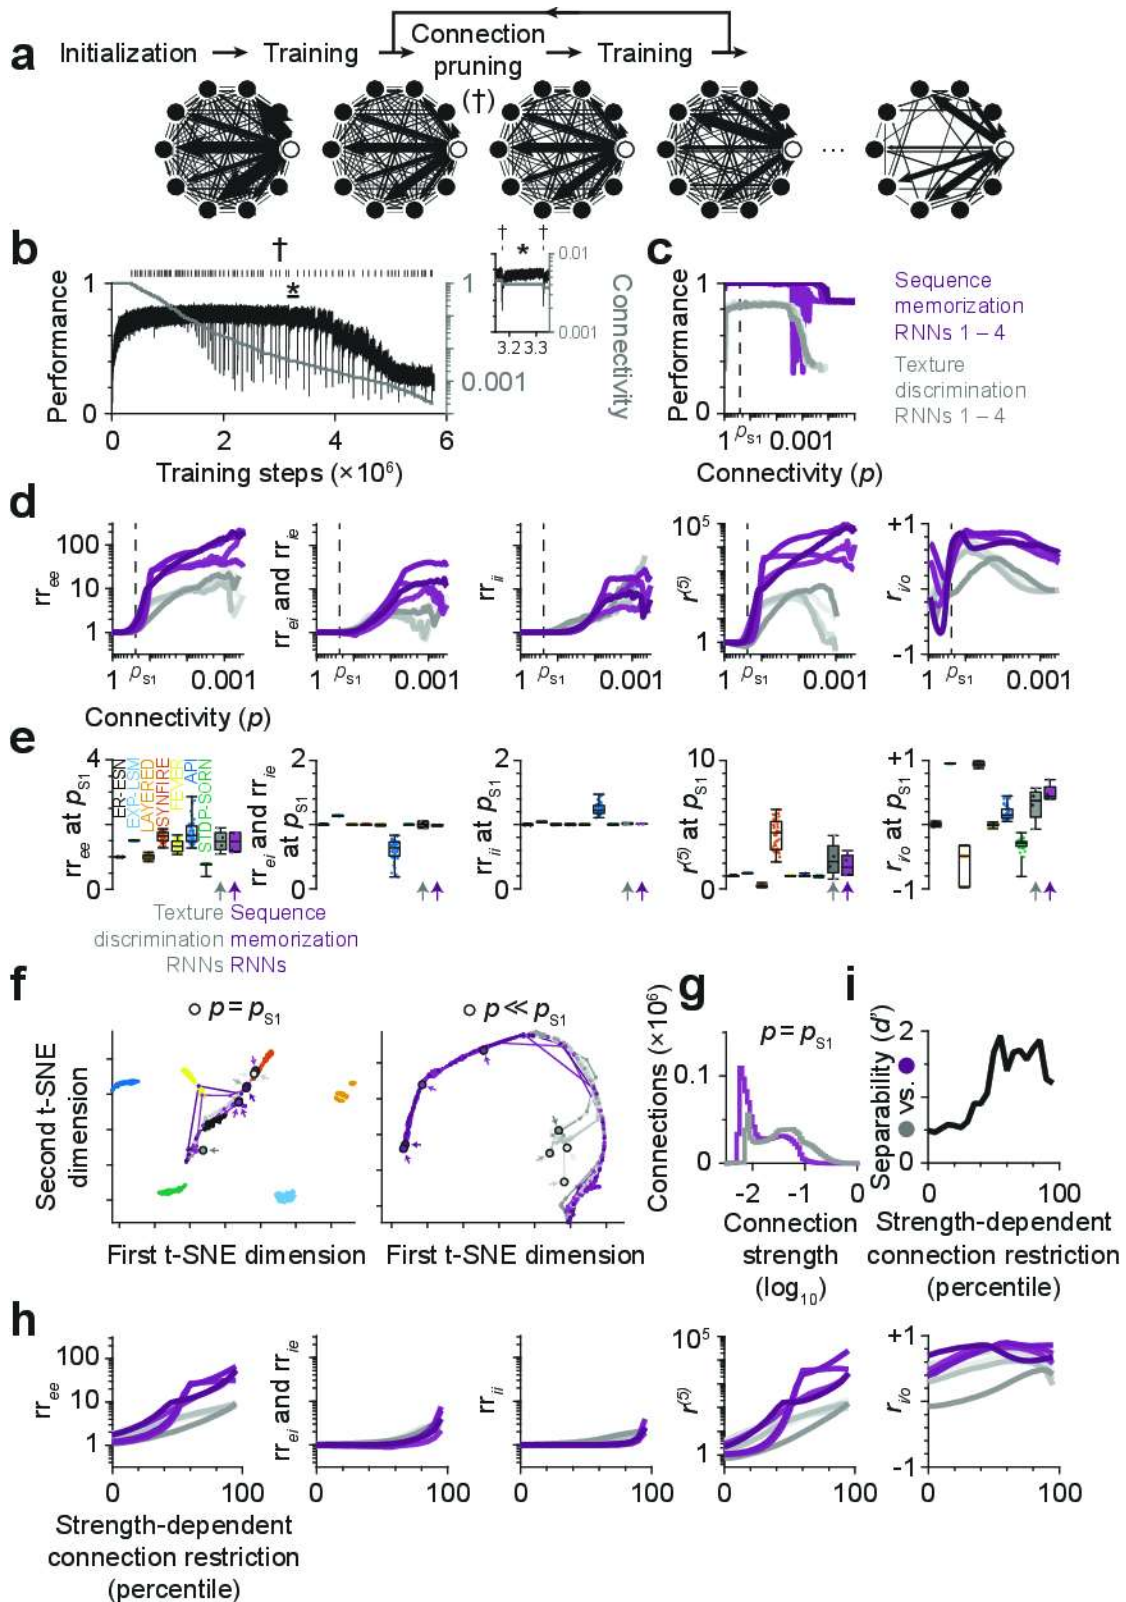 a
Initialization
Training
Connection
pruning
(†)
Training
...
b
†
*
Performance
1
0
0
2
4
6
Training steps (×10⁶)
1
0.001
Connectivity
†
*
†
0.01
0.001
3.2
3.3
c
Performance
1
0
1
pS1
0.001
Connectivity (p)
Sequence
memorization
RNNs 1 – 4
Texture
discrimination
RNNs 1 – 4
d
rree
100
10
1
1
pS1
0.001
Connectivity (p)
rrei and rrie
1
pS1
0.001
rrii
1
pS1
0.001
r(5)
10⁵
1
1
pS1
0.001
ri/o
+1
-1
1
pS1
0.001
e
rree at pS1
4
2
0
ER-ESN
EXP-LSM
LAYERED
SYNFIRE
FEVER
API
STDP-SORN
Texture
discrimination
RNNs
Sequence
memorization
RNNs
rrei and rrie
at pS1
2
0
rrii at pS1
2
0
r(5) at pS1
10
5
0
ri/o at pS1
+1
-1
f
p = pS1
Second t-SNE
dimension
First t-SNE dimension
p ≪ pS1
First t-SNE dimension
g
Connections (×10⁶)
p = pS1
0.1
0
-2
-1
0
Connection
strength
(log10)
i
Separability (d')
vs.
2
0
0
100
Strength-dependent
connection restriction
(percentile)
h
rree
100
10
1
0
100
Strength-dependent
connection restriction
(percentile)
rrei and rrie
0
100
rrii
0
100
r(5)
10⁵
1
0
100
ri/o
+1
-1
0
100